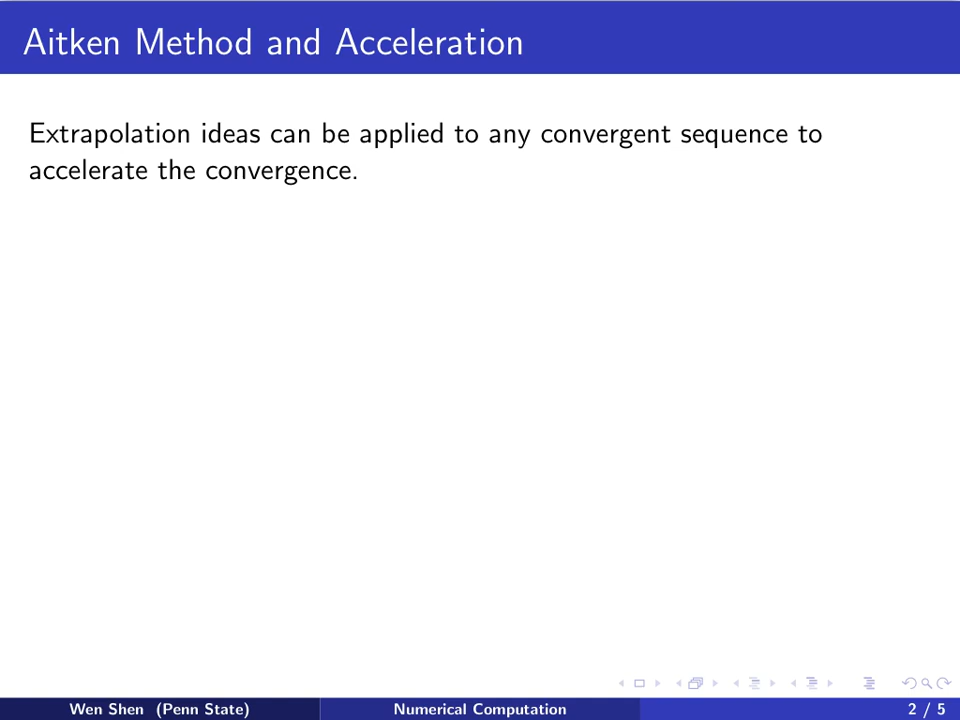 Aitken Method and Acceleration
Extrapolation ideas can be applied to any convergent sequence to
accelerate the convergence.
Wen Shen (Penn State)
Numerical Computation
2 / 5